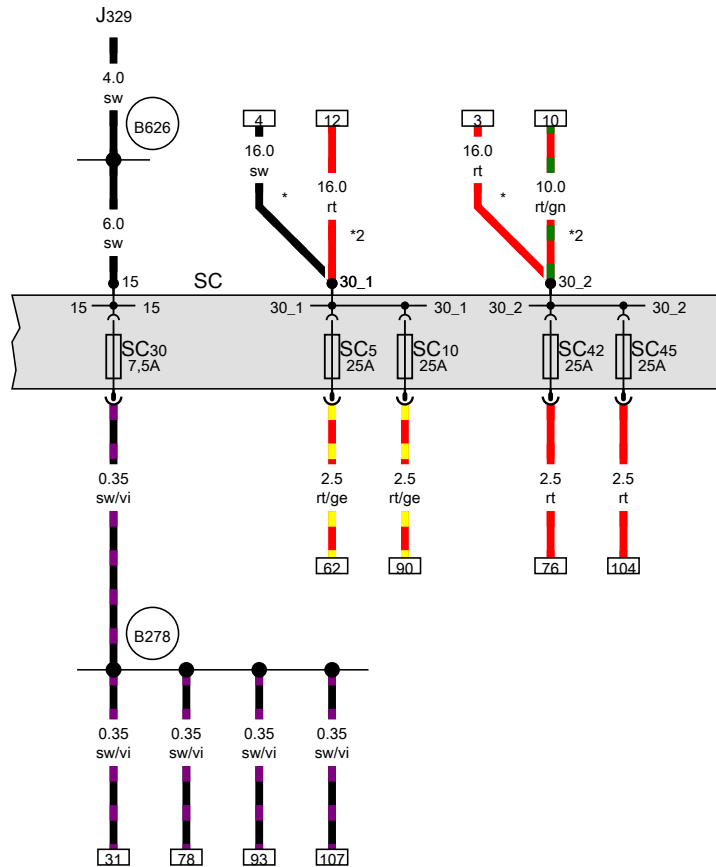 J329
4.0
sw
B626
4
12
3
10
16.0
sw
*
16.0
rt
*2
16.0
rt
*
10.0
rt/gn
*2
6.0
sw
15
SC
30_1
30_2
15
15
30_1
30_1
30_2
30_2
SC30
7,5A
SC5
25A
SC10
25A
SC42
25A
SC45
25A
0.35
sw/vi
2.5
rt/ge
2.5
rt/ge
2.5
rt
2.5
rt
62
90
76
104
B278
0.35
sw/vi
0.35
sw/vi
0.35
sw/vi
0.35
sw/vi
31
78
93
107